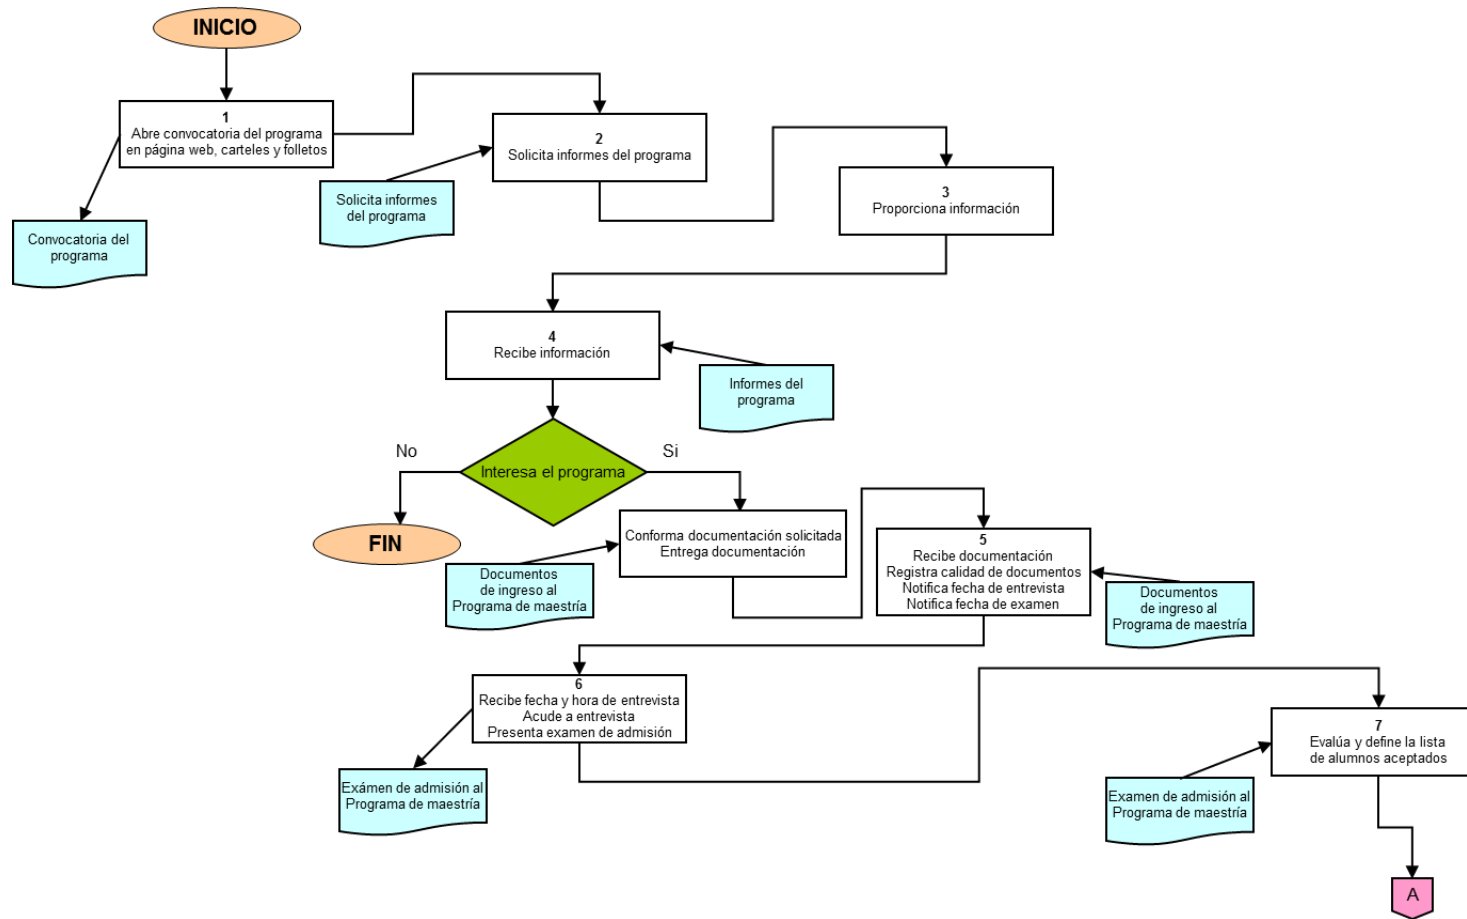 INICIO
1
Abre convocatoria del programa
en página web, carteles y folletos
Convocatoria del
programa
2
Solicita informes del programa
Solicita informes
del programa
3
Proporciona información
4
Recibe información
Informes del
programa
Interesa el programa
No
Si
FIN
Conforma documentación solicitada
Entrega documentación
Documentos
de ingreso al
Programa de maestría
5
Recibe documentación
Registra calidad de documentos
Notifica fecha de entrevista
Notifica fecha de examen
Documentos
de ingreso al
Programa de maestría
6
Recibe fecha y hora de entrevista
Acude a entrevista
Presenta examen de admisión
Exámen de admisión al
Programa de maestría
7
Evalúa y define la lista
de alumnos aceptados
Examen de admisión al
Programa de maestría
A